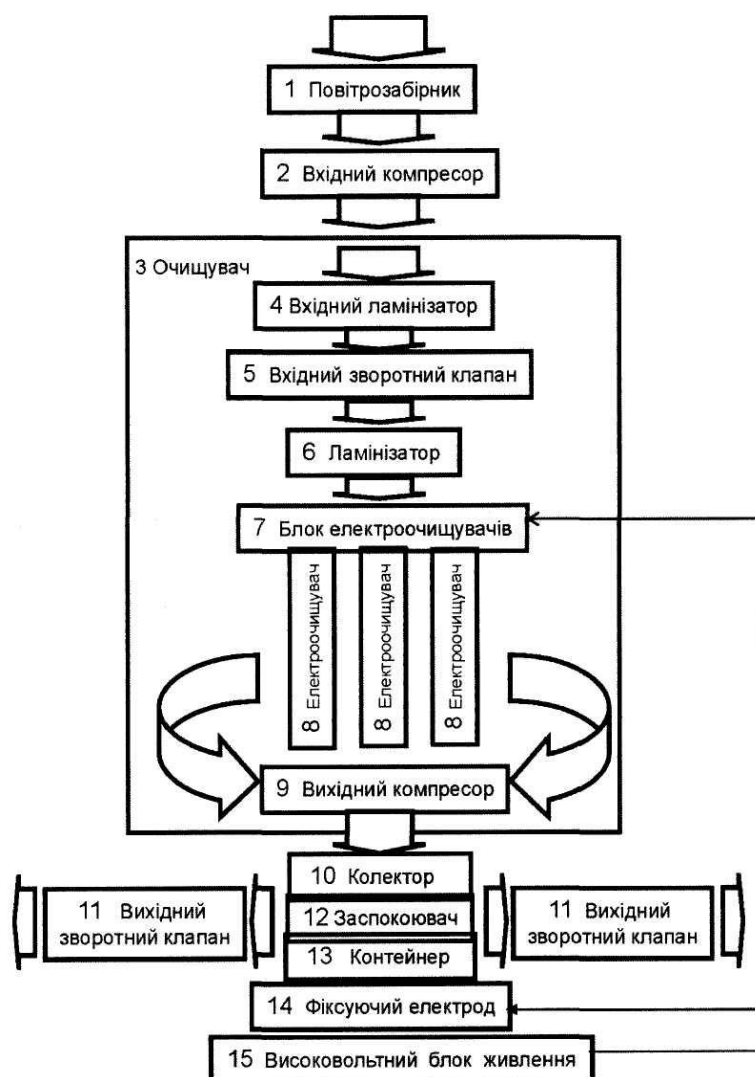 1 Повітрозабірник
2 Вхідний компресор
3 Очищувач
4 Вхідний ламінізатор
5 Вхідний зворотний клапан
6 Ламінізатор
7 Блок електроочищувачів
8 Електроочищувач
8 Електроочищувач
8 Електроочищувач
9 Вихідний компресор
10 Колектор
11 Вихідний
зворотний клапан
12 Заспокоювач
11 Вихідний
зворотний клапан
13 Контейнер
14 Фіксуючий електрод
15 Високовольтний блок живлення